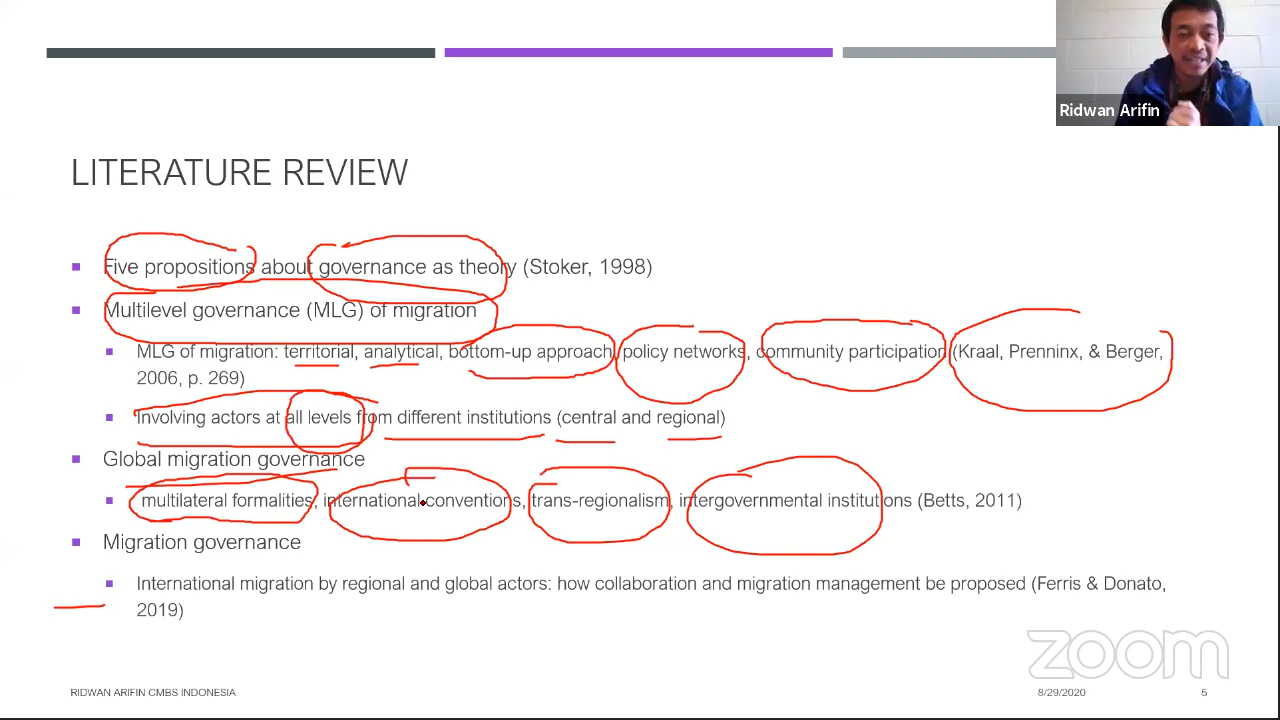 Ridwan Arifin
LITERATURE REVIEW
Five propositions about governance as theory (Stoker, 1998)
Multilevel governance (MLG) of migration
MLG of migration: territorial, analytical, bottom-up approach, policy networks, community participation (Kraal, Prenninx, & Berger,
2006, p. 269)
Involving actors at all levels from different institutions (central and regional)
Global migration governance
multilateral formalities, international conventions, trans-regionalism, intergovernmental institutions (Betts, 2011)
Migration governance
International migration by regional and global actors: how collaboration and migration management be proposed (Ferris & Donato,
2019)
zoom
RIDWAN ARIFIN CMBS INDONESIA
8/29/2020
5